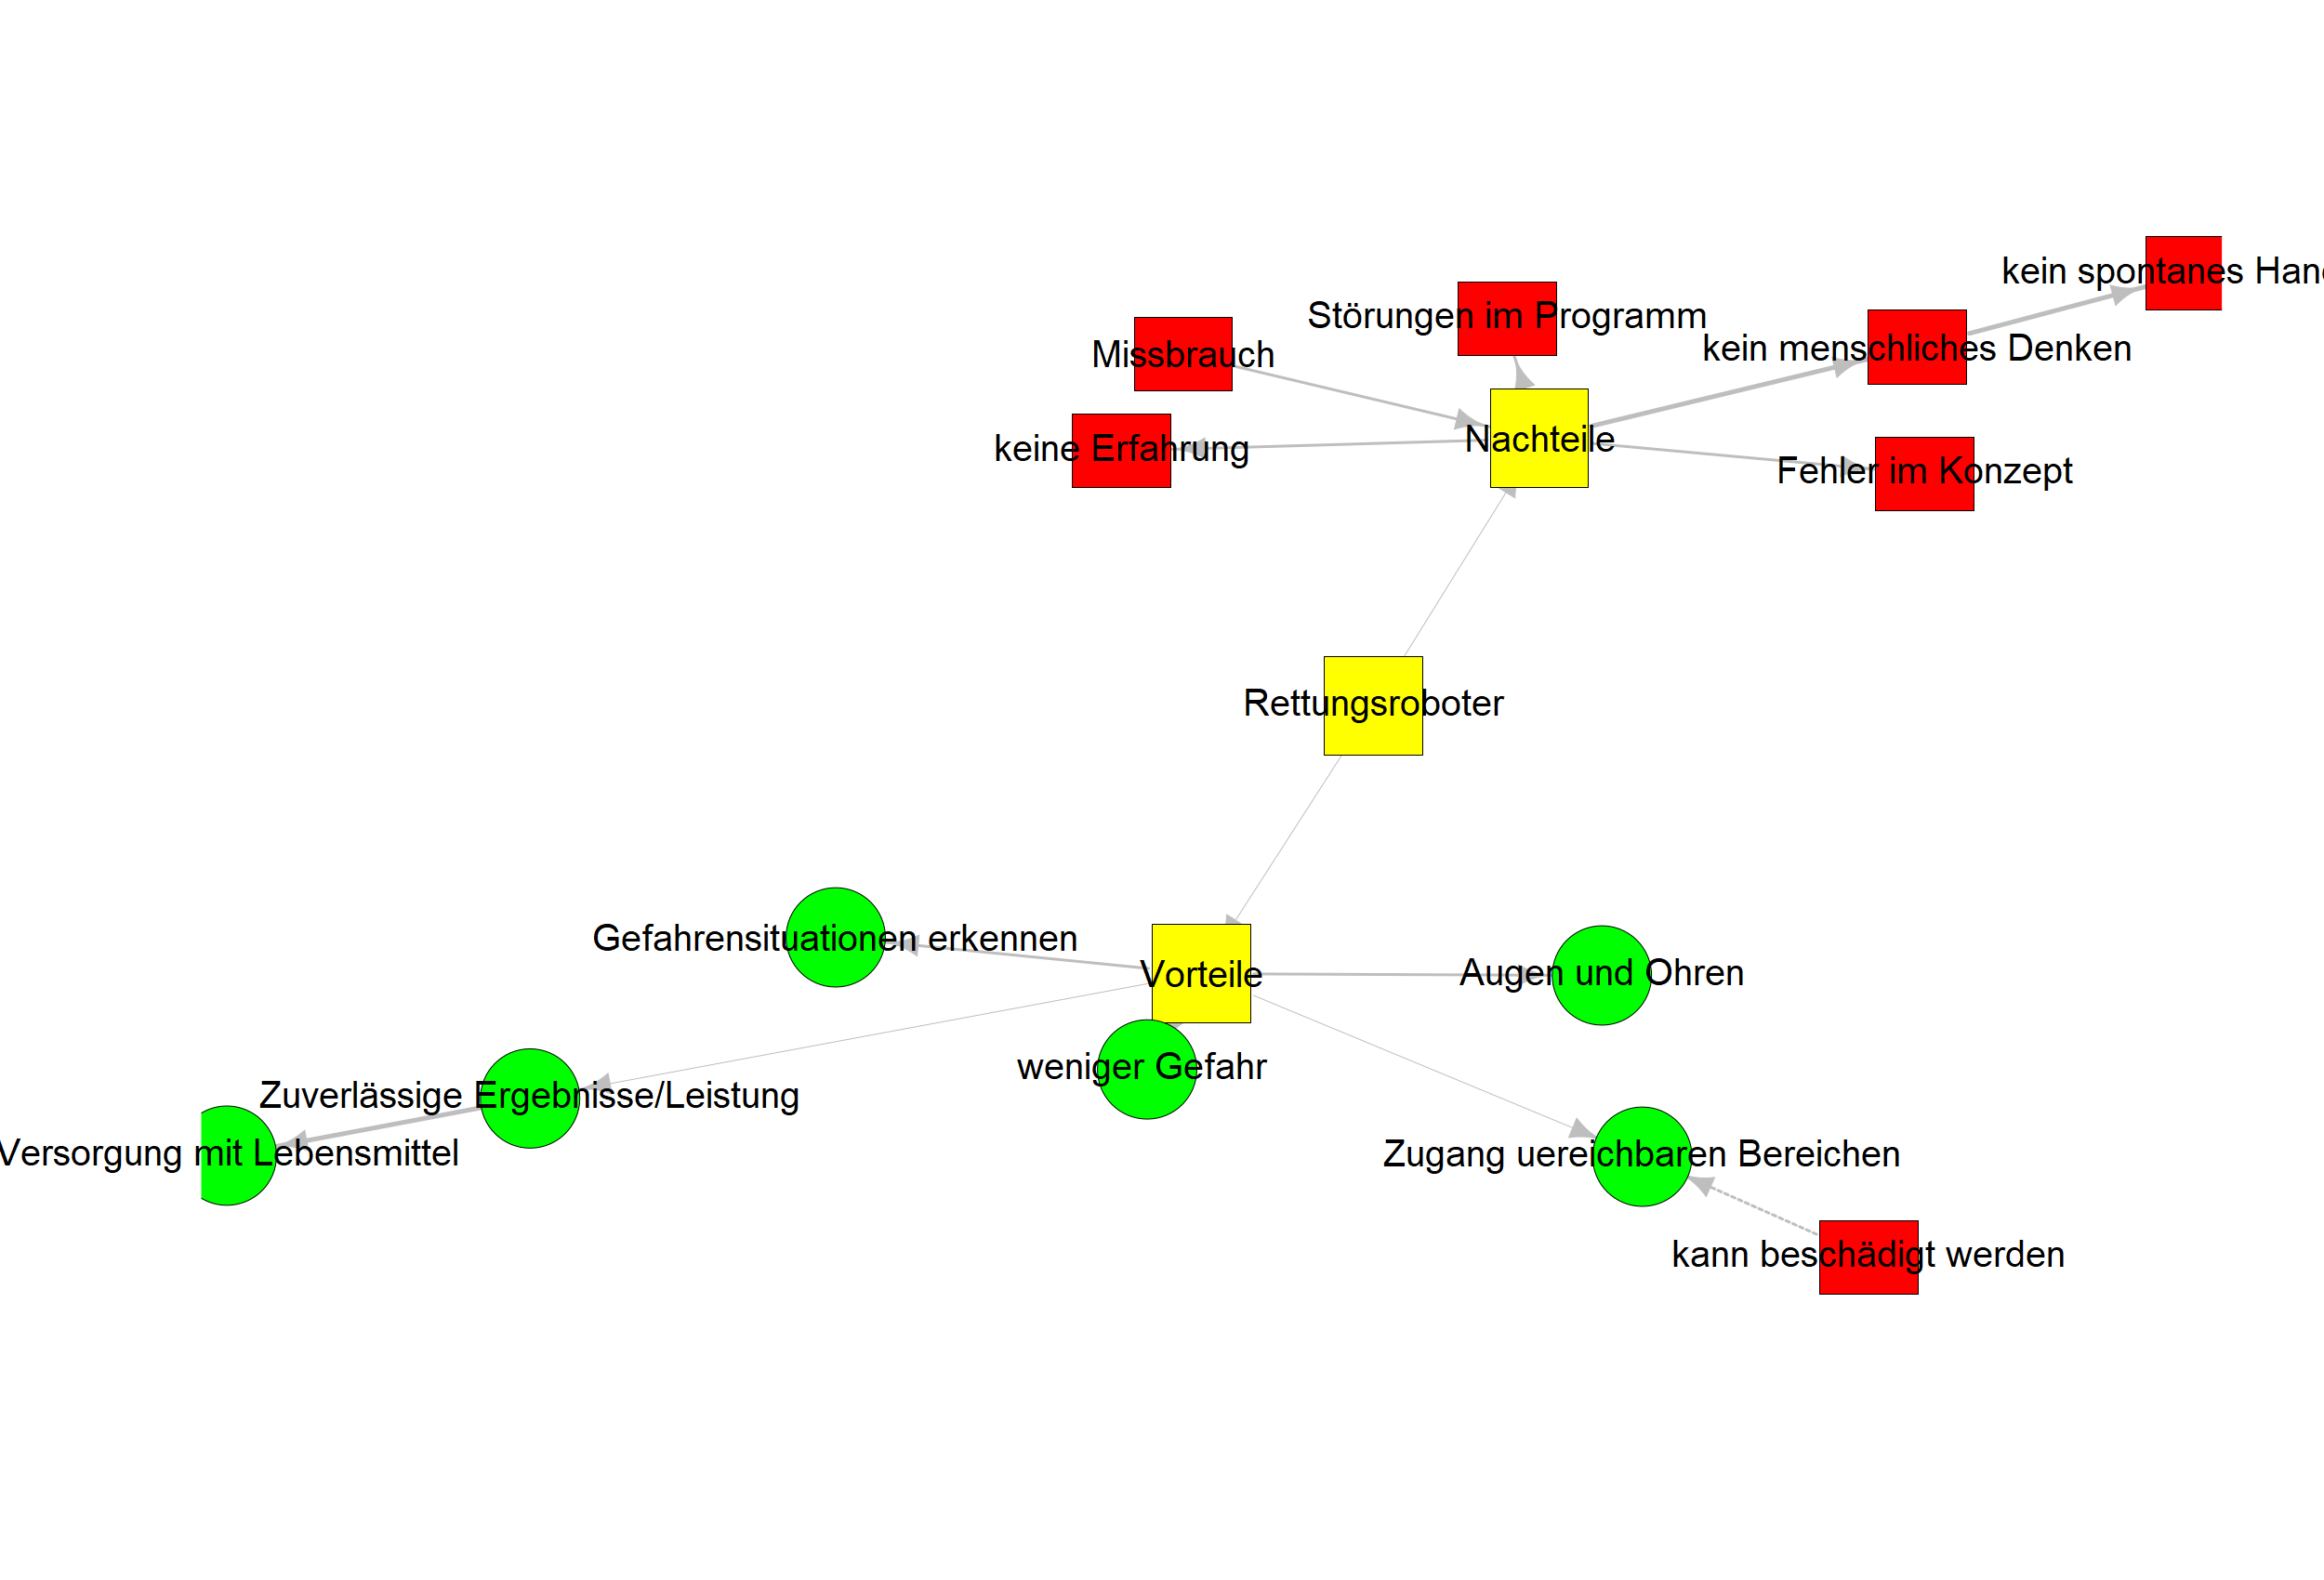 kein spontanes Hand
Störungen im Programm
kein menschliches Denken
Missbrauch
Nachteile
keine Erfahrung
Fehler im Konzept
Rettungsroboter
Gefahrensituationen erkennen
Vorteile
Augen und Ohren
weniger Gefahr
Zuverlässige Ergebnisse/Leistung
Versorgung mit Lebensmittel
Zugang uereichbaren Bereichen
kann beschädigt werden